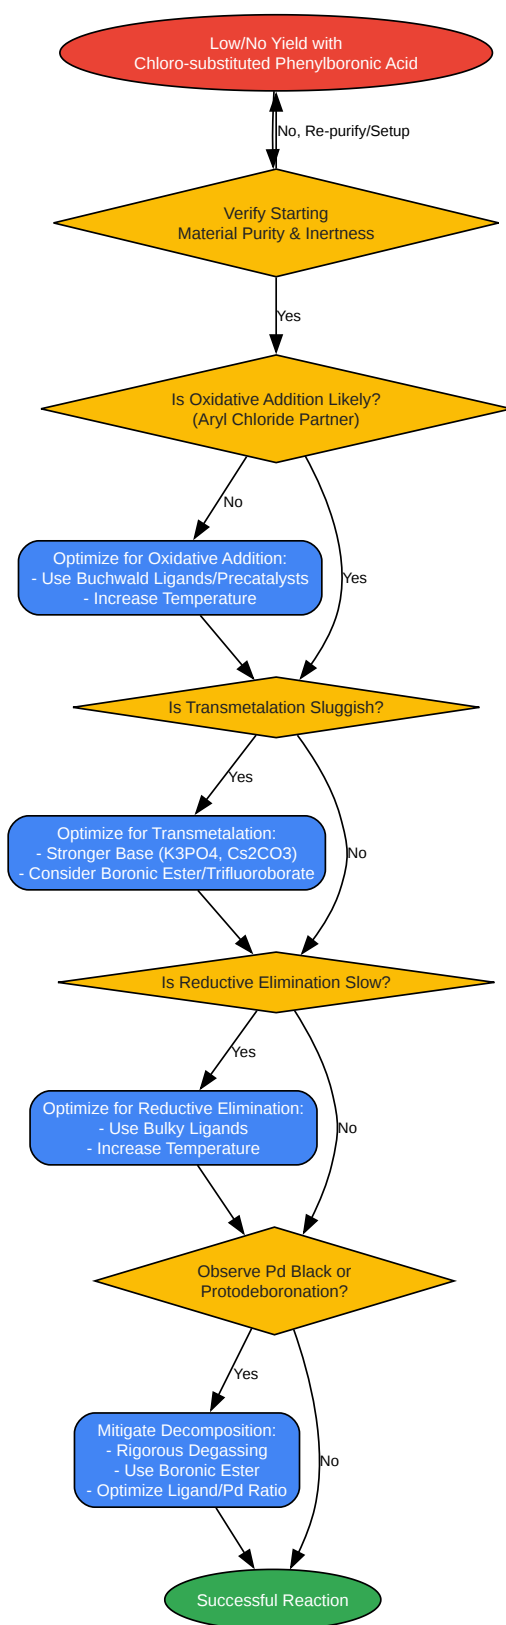 Low/No Yield with
Chloro-substituted Phenylboronic Acid
No, Re-purify/Setup
Verify Starting
Material Purity & Inertness
Yes
Is Oxidative Addition Likely?
(Aryl Chloride Partner)
No
Optimize for Oxidative Addition:
- Use Buchwald Ligands/Precatalysts
- Increase Temperature
Yes
Is Transmetalation Sluggish?
Yes
Optimize for Transmetalation:
- Stronger Base (K3PO4, Cs2CO3)
- Consider Boronic Ester/Trifluoroborate
No
Is Reductive Elimination Slow?
Yes
Optimize for Reductive Elimination:
- Use Bulky Ligands
- Increase Temperature
No
Observe Pd Black or
Protodeboronation?
Yes
Mitigate Decomposition:
- Rigorous Degassing
- Use Boronic Ester
- Optimize Ligand/Pd Ratio
No
Successful Reaction